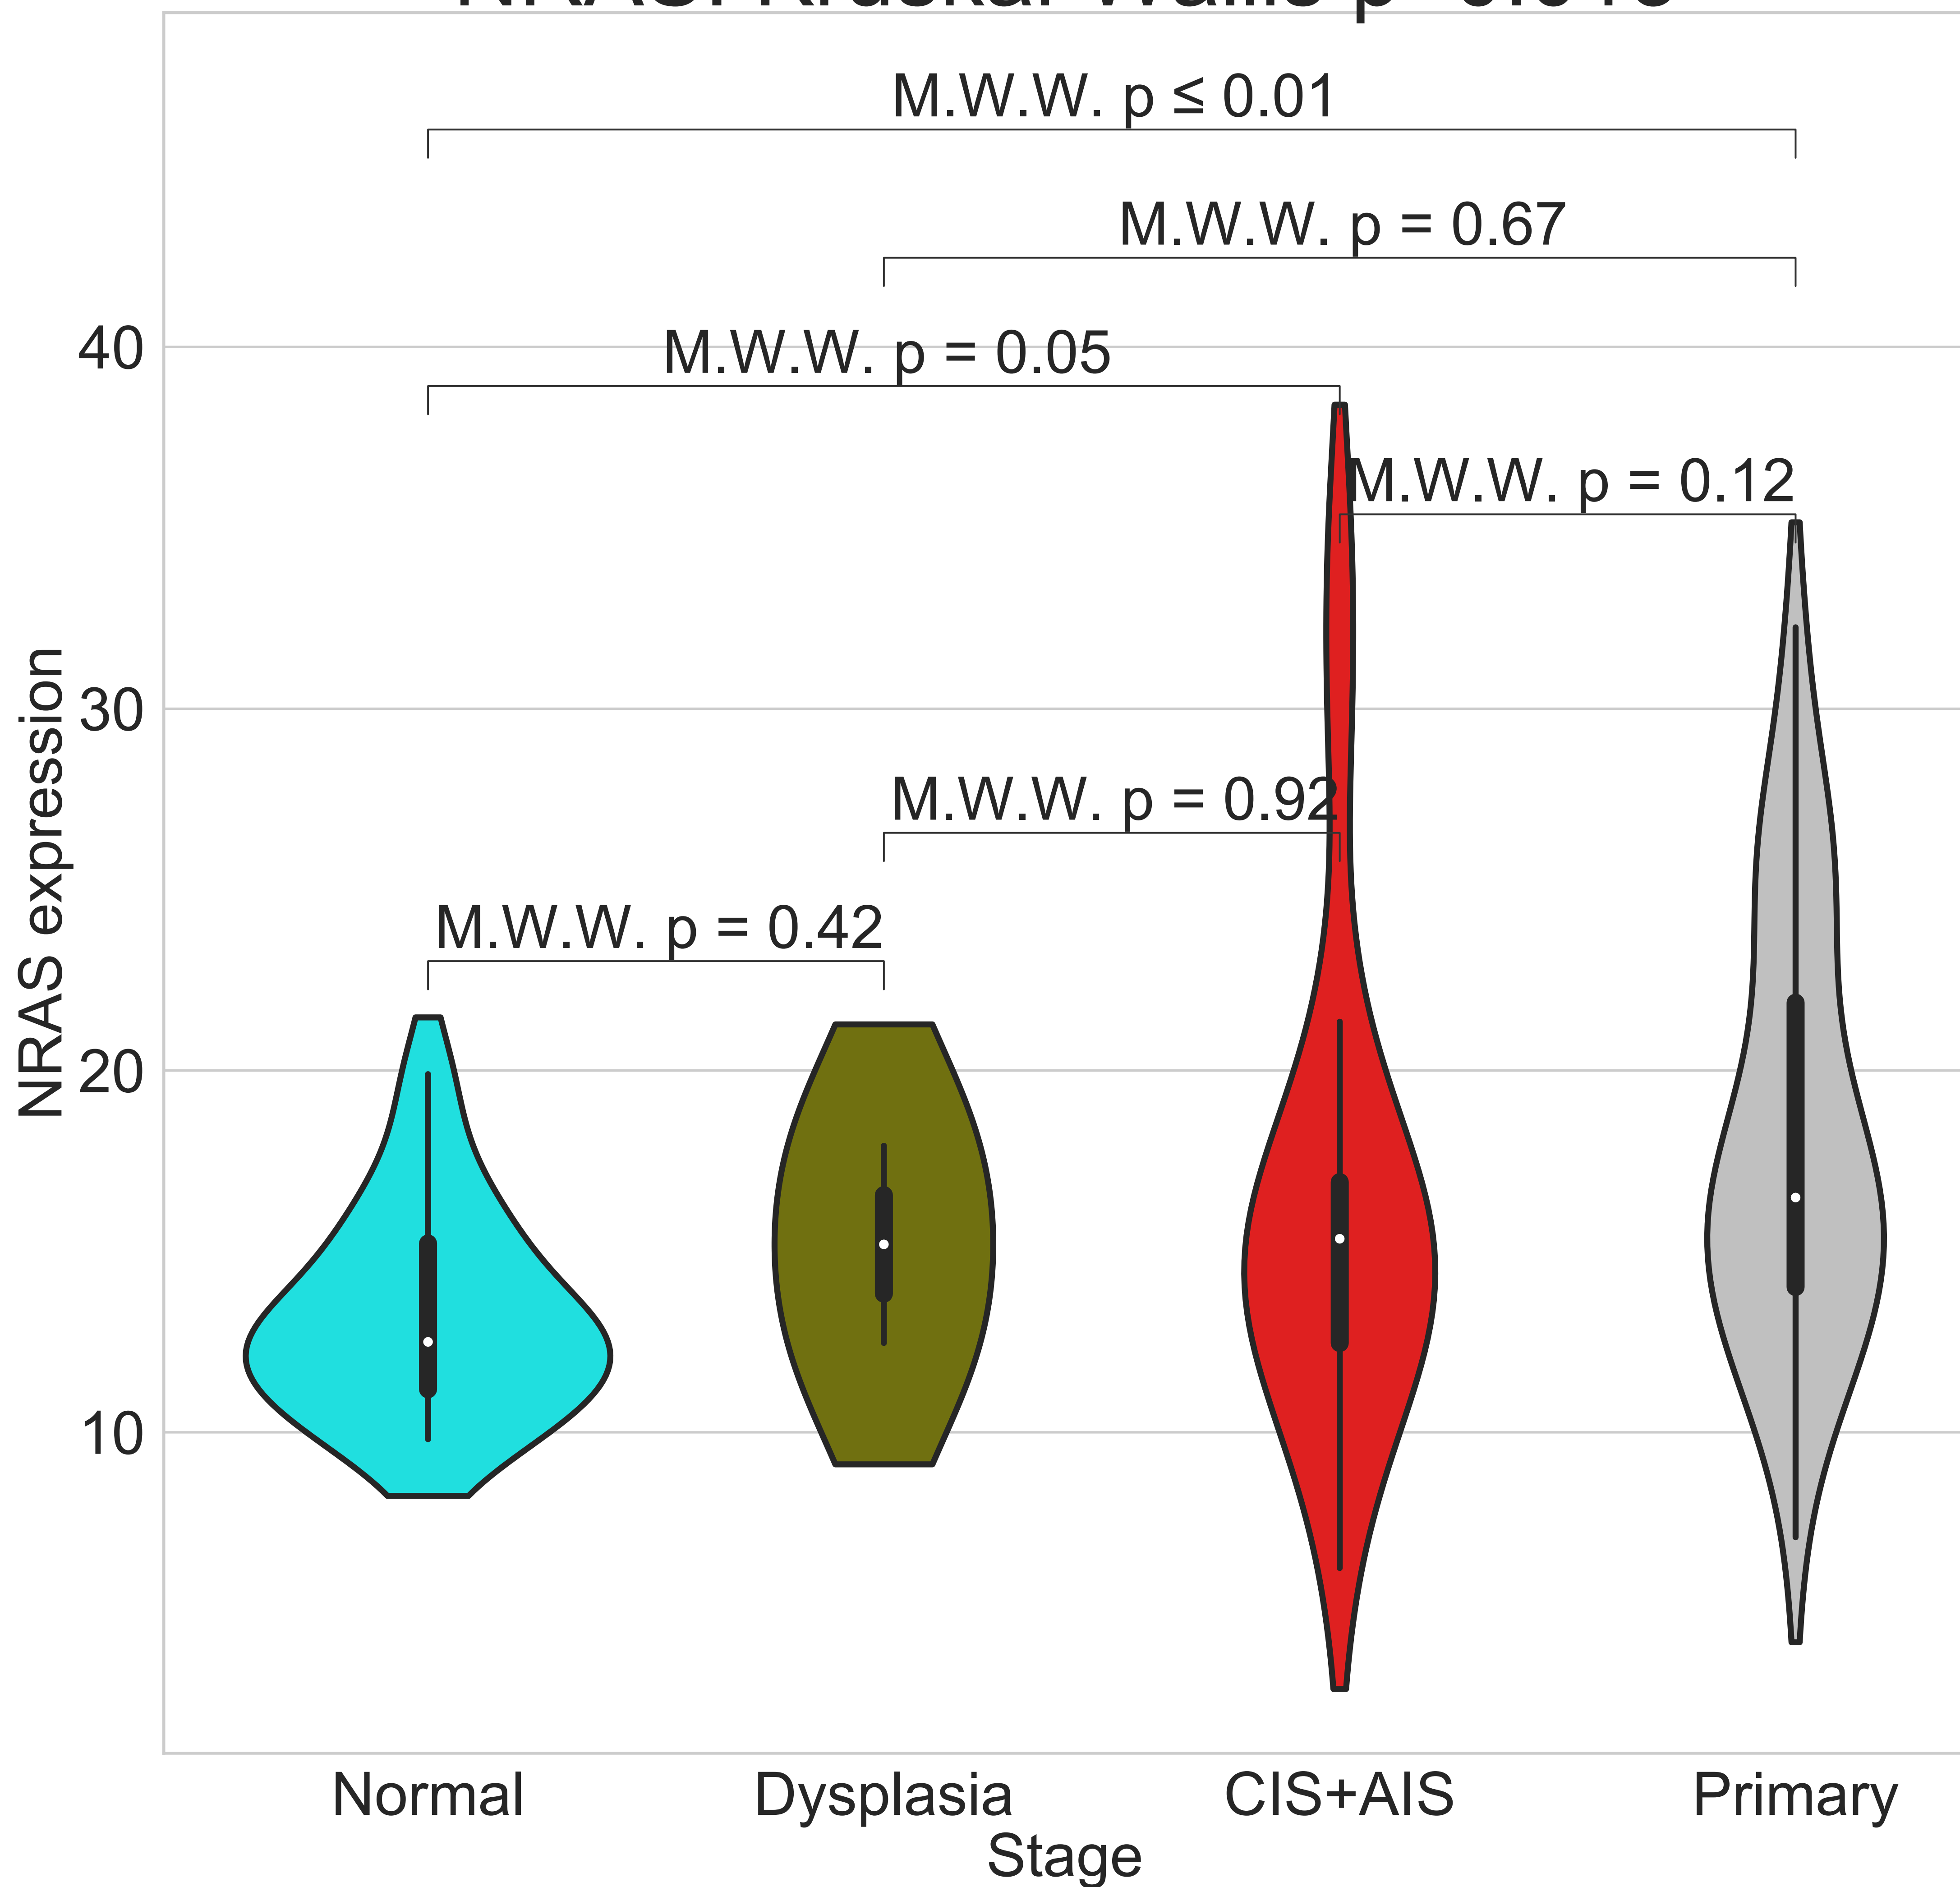 M.W.W. p ≤ 0.01
M.W.W. p = 0.67
M.W.W. p = 0.05
M.W.W. p = 0.12
M.W.W. p = 0.92
M.W.W. p = 0.42
40
30
20
10
NRAS expression
Normal Dysplasia CIS+AIS Primary
Stage